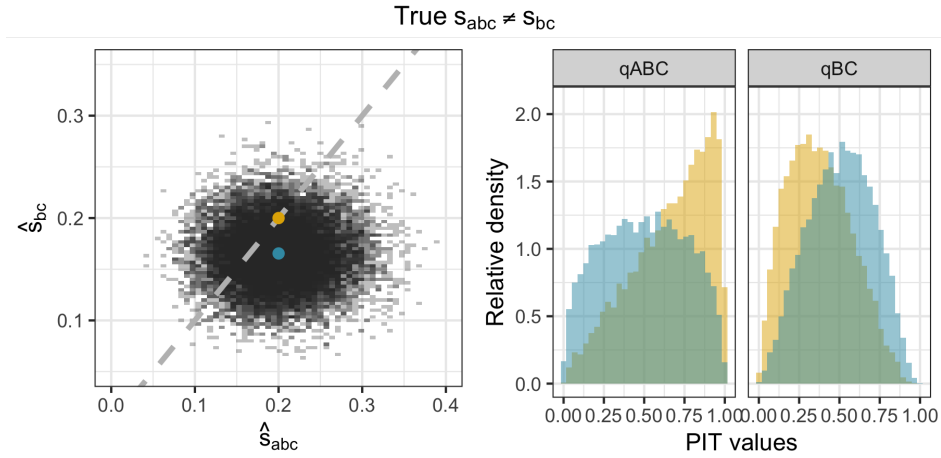 True s_abc ≠ s_bc
0.3
0.2
0.1
ŝ_bc
0.0 0.1 0.2 0.3 0.4
ŝ_abc
qABC qBC
2.0
1.5
1.0
0.5
0.0
Relative density
0.00 0.25 0.50 0.75 1.00 0.00 0.25 0.50 0.75 1.00
PIT values